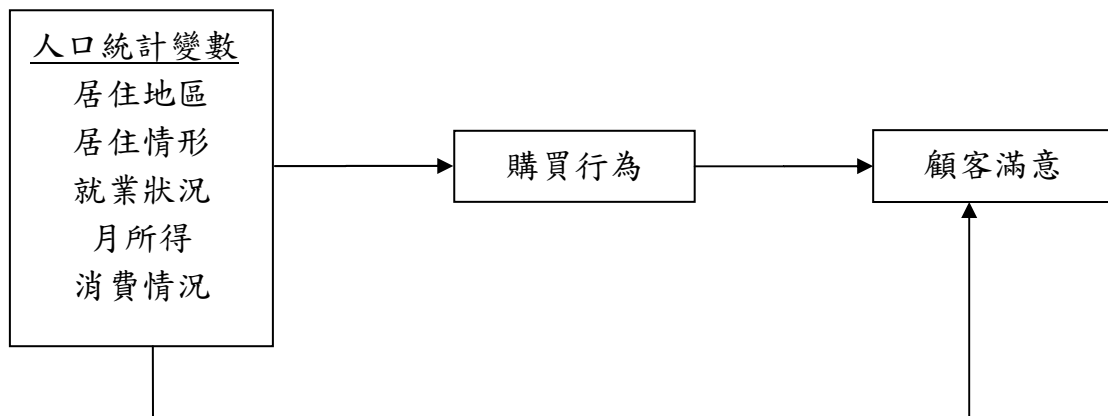 人口統計變數
居住地區
居住情形
就業狀況
月所得
消費情況
購買行為
顧客滿意